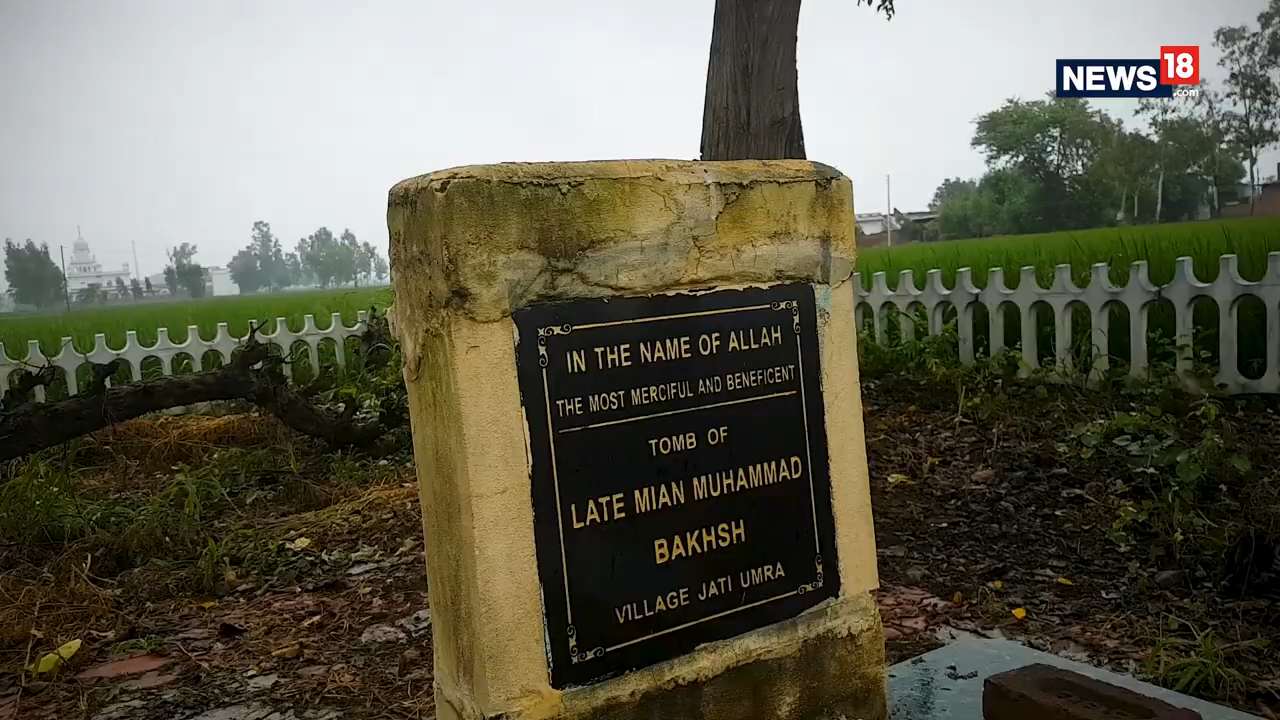 NEWS18
.com
IN THE NAME OF ALLAH
THE MOST MERCIFUL AND BENEFICENT
TOMB OF
LATE MIAN MUHAMMAD
BAKHSH
VILLAGE JATI UMRA